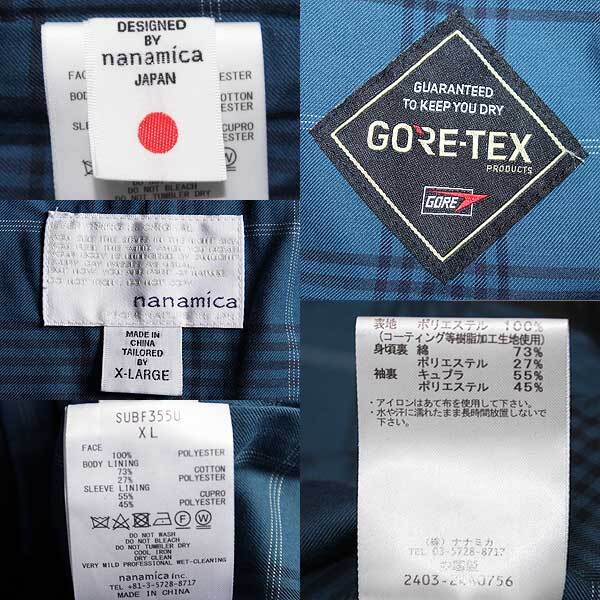 DESIGNED
BY
nanamica
JAPAN
FACE
POLYESTER
BODY
COTTON
POLYESTER
SLEE
CUPRO
POLYESTER
DO NOT BLEACH
DO NOT TUMBLER DRY
GUARANTEED
TO KEEP YOU DRY
GORE-TEX
PRODUCTS
GORE
nanamica
MADE IN
CHINA
TAILORED
BY
X-LARGE
SUBF355U
XL
FACE
100% POLYESTER
BODY LINING
73% COTTON
27% POLYESTER
SLEEVE LINING
55% CUPRO
45% POLYESTER
DO NOT WASH
DO NOT BLEACH
DO NOT TUMBLER DRY
COOL IRON
DRY CLEAN
VERY MILD PROFESSIONAL WET-CLEANING
nanamica inc.
TEL +81-3-5728-8717
MADE IN CHINA
表地 ポリエステル 100%
(コーティング等樹脂加工生地使用)
身頃裏 綿 73%
ポリエステル 27%
袖裏 キュプラ 55%
ポリエステル 45%
・アイロンはあて布を使用して下さい。
・水や汗に濡れたまま長時間放置しないで
下さい。
(株)ナナミカ
TEL 03-5728-8717